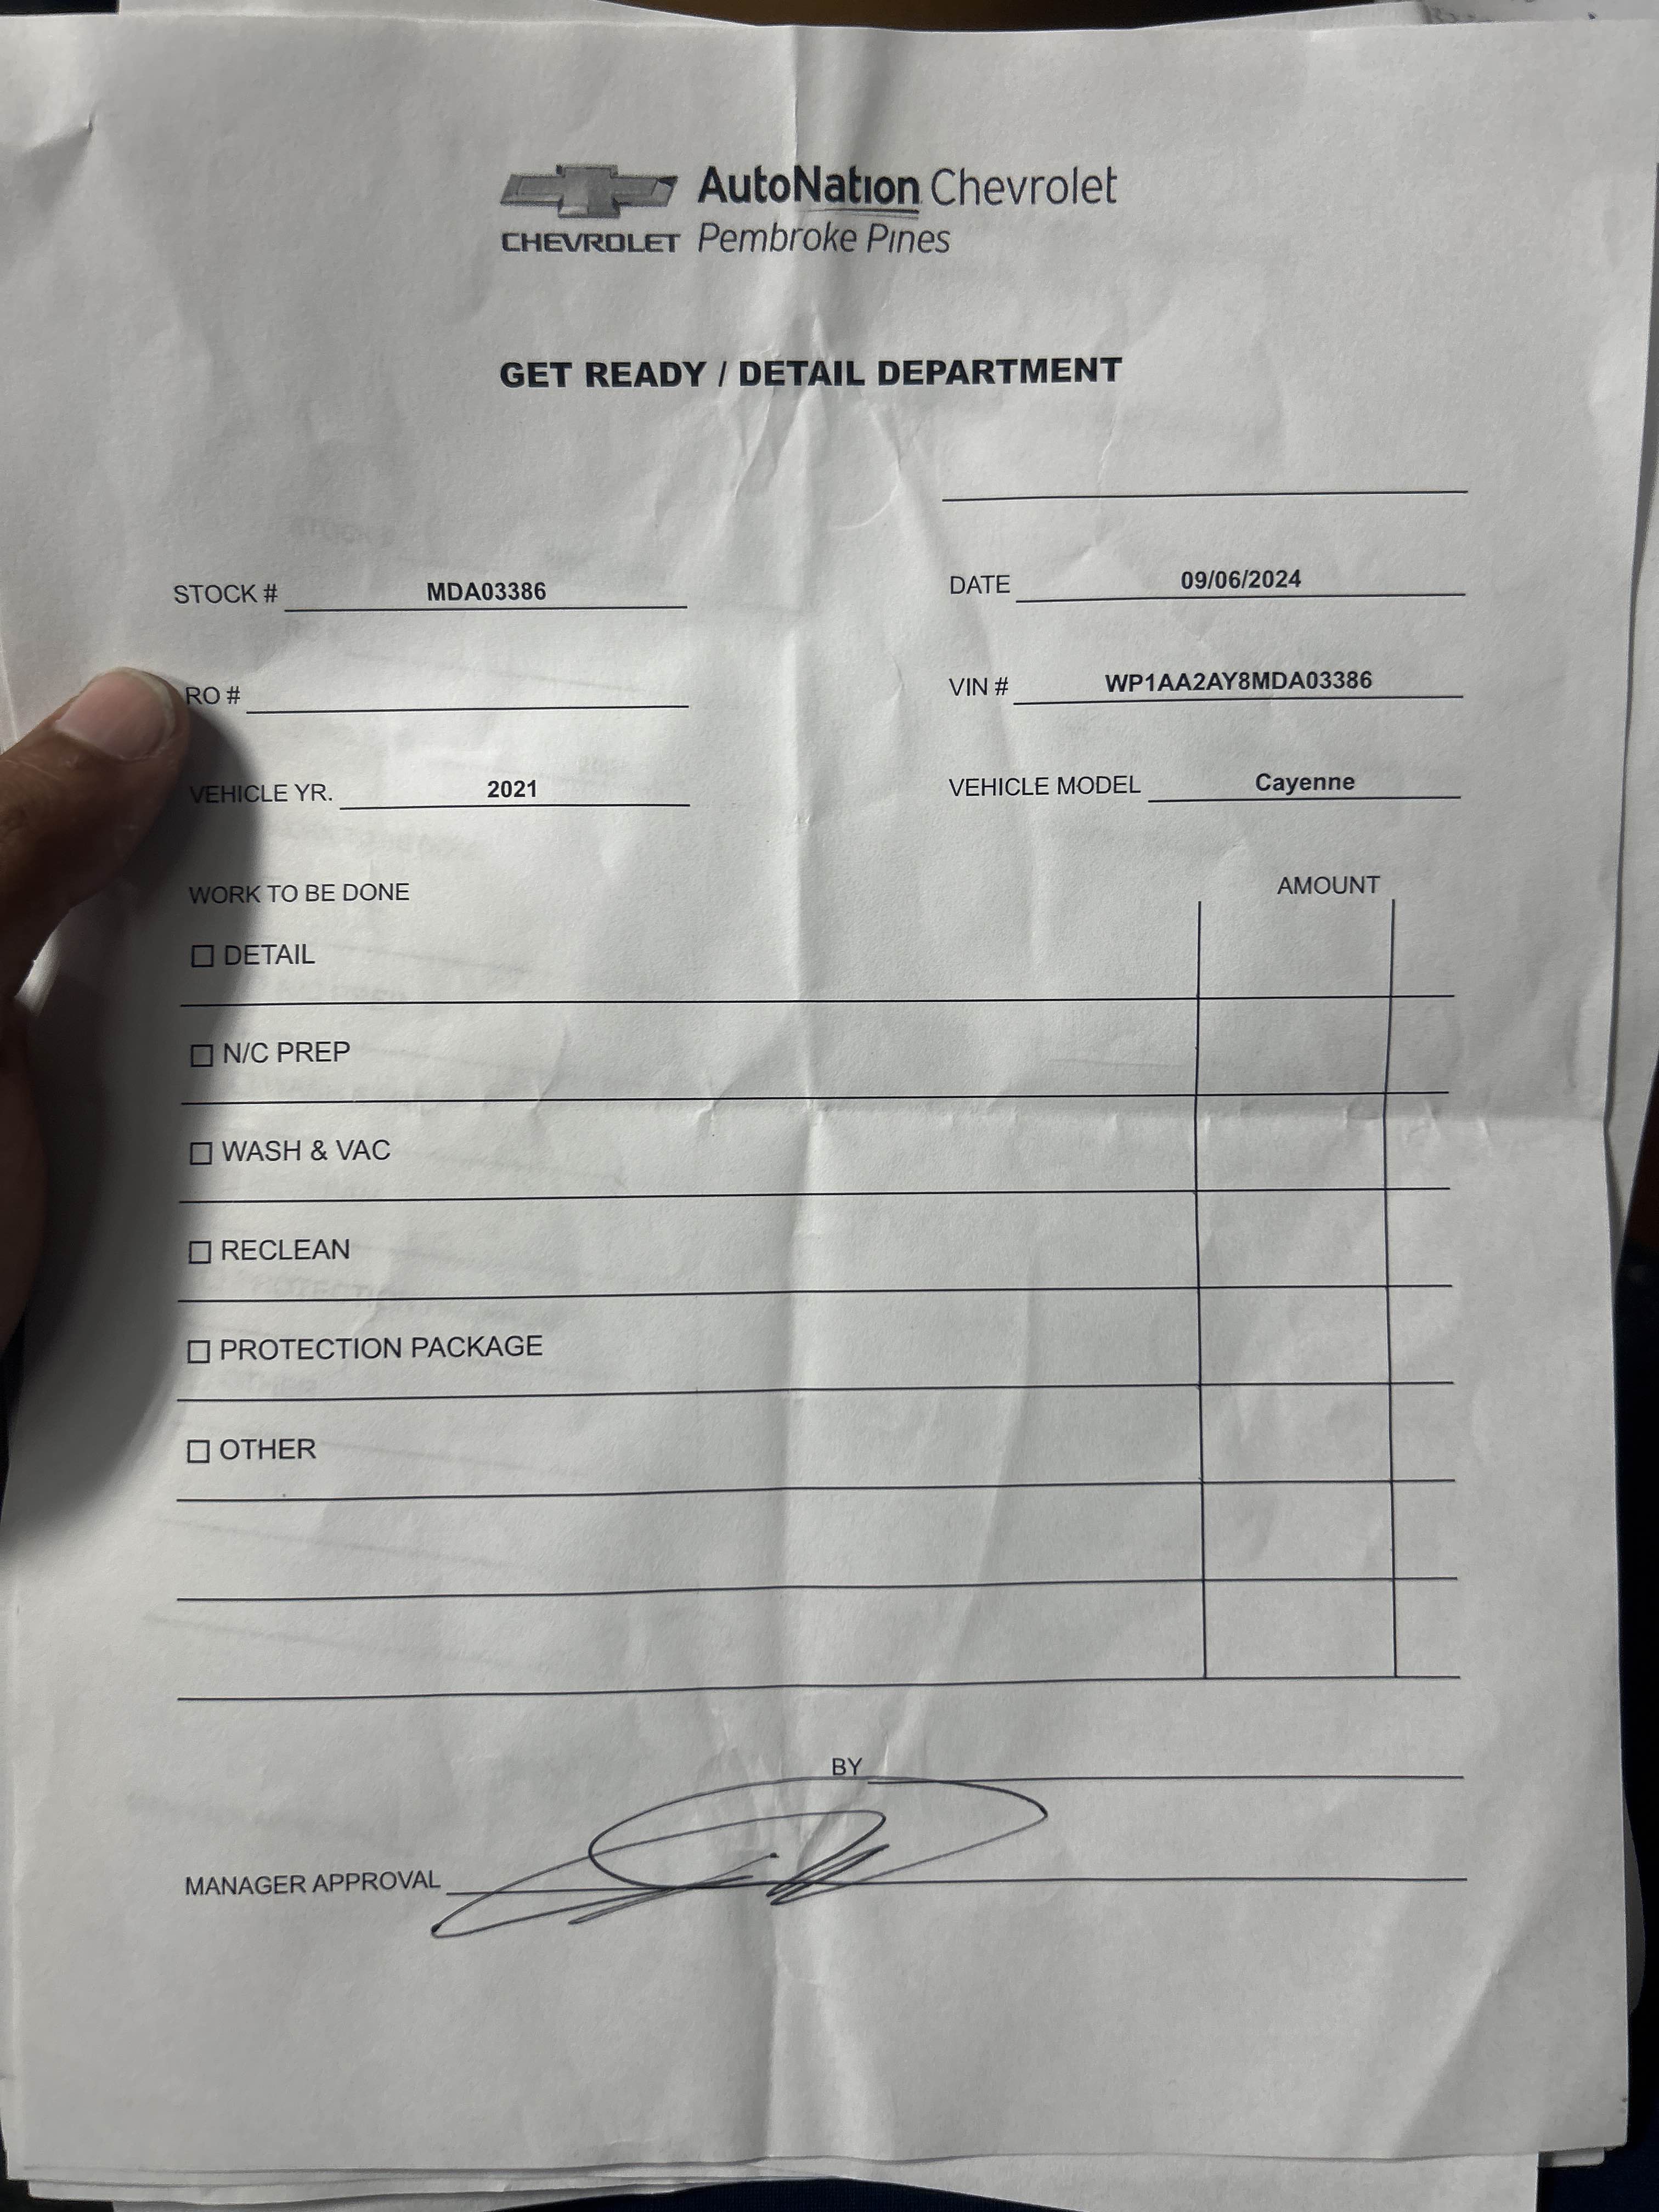 AutoNation Chevrolet
CHEVROLET Pembroke Pines
GET READY / DETAIL DEPARTMENT
STOCK # MDA03386 DATE 09/06/2024
RO # VIN # WP1AA2AY8MDA03386
VEHICLE YR. 2021 VEHICLE MODEL Cayenne
WORK TO BE DONE AMOUNT
DETAIL
N/C PREP
WASH & VAC
RECLEAN
PROTECTION PACKAGE
OTHER
BY
MANAGER APPROVAL